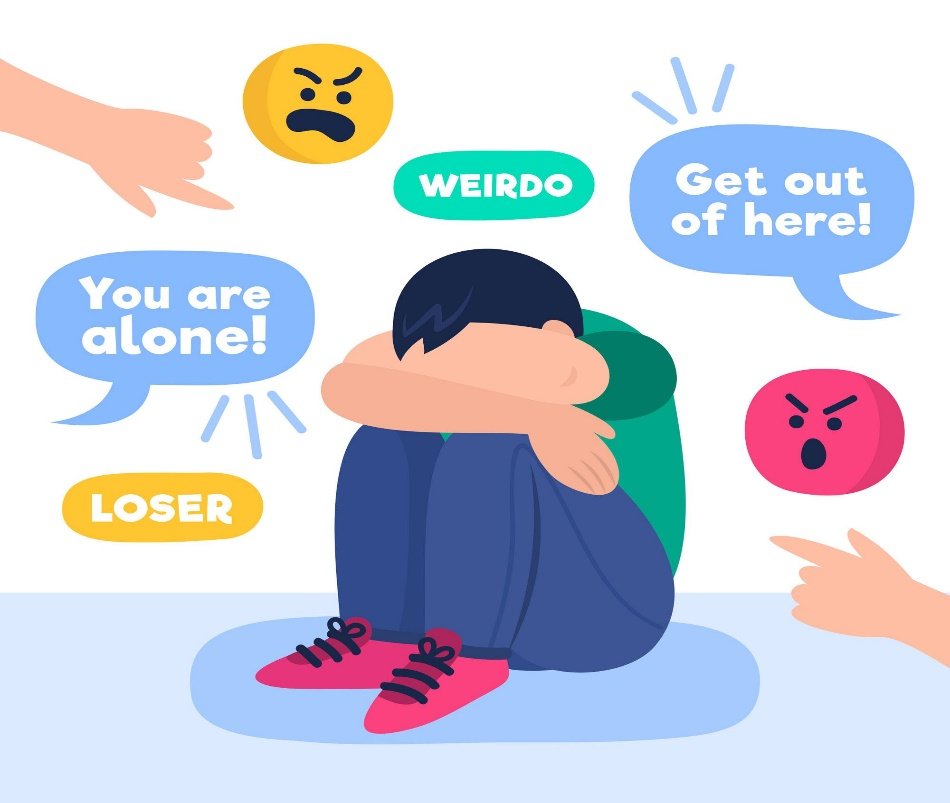 WEIRDO
Get out
of here!
You are
alone!
LOSER